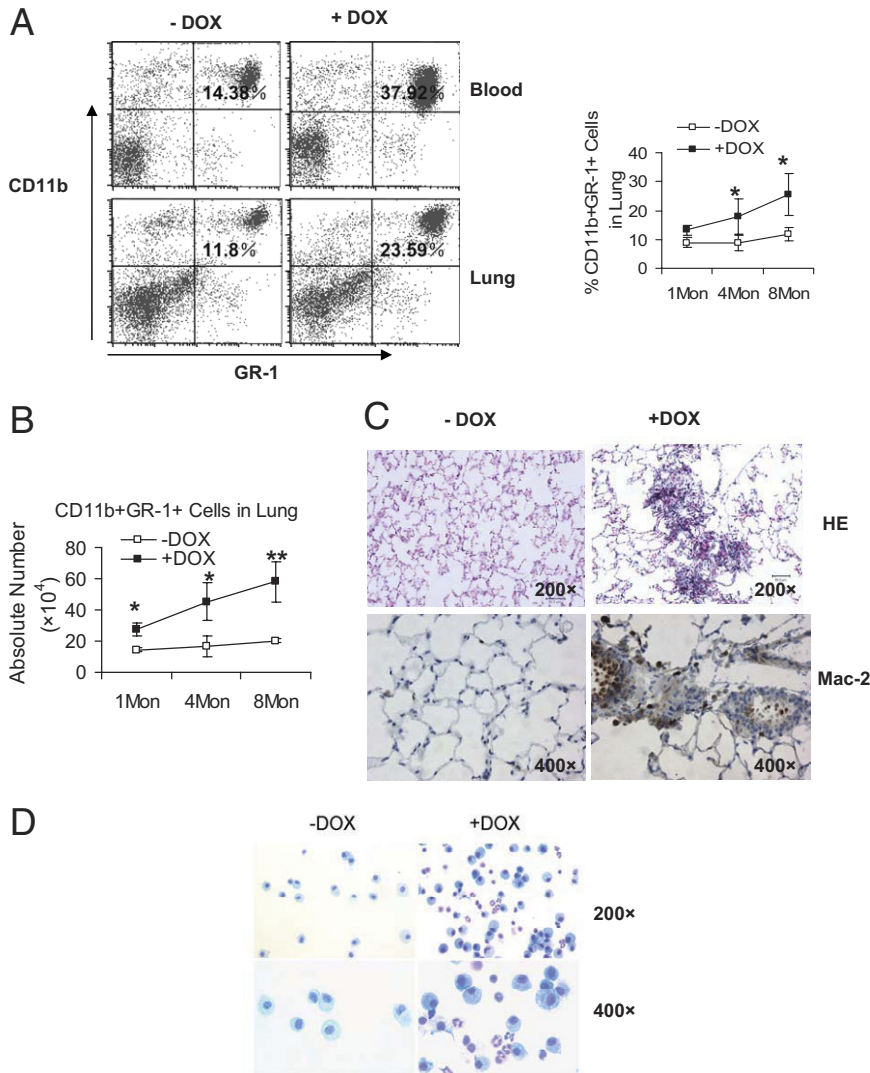 A
- DOX
+ DOX
14.38%
37.92%
Blood
CD11b
11.8%
23.59%
Lung
GR-1
-DOX
+DOX
% CD11b+GR-1+ Cells
in Lung
40
30
20
10
0
*
*
1Mon 4Mon 8Mon
B
CD11b+GR-1+ Cells in Lung
-DOX
+DOX
Absolute Number
(×10⁴)
80
60
40
20
0
*
*
**
1Mon 4Mon 8Mon
C
- DOX
+DOX
200×
200×
HE
400×
400×
Mac-2
D
-DOX
+DOX
200×
400×